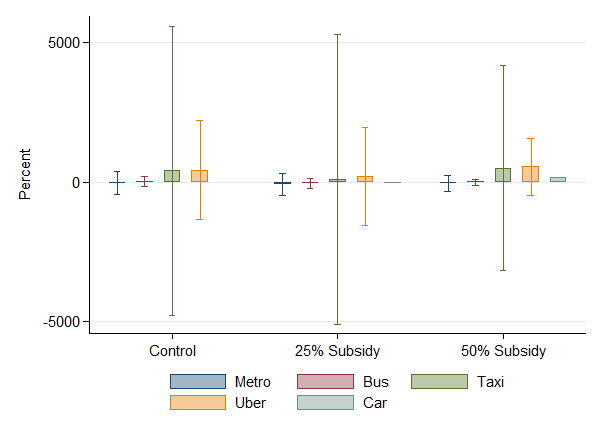 5000
Percent
0
-5000
Control 25% Subsidy 50% Subsidy
Metro Bus Taxi
Uber Car